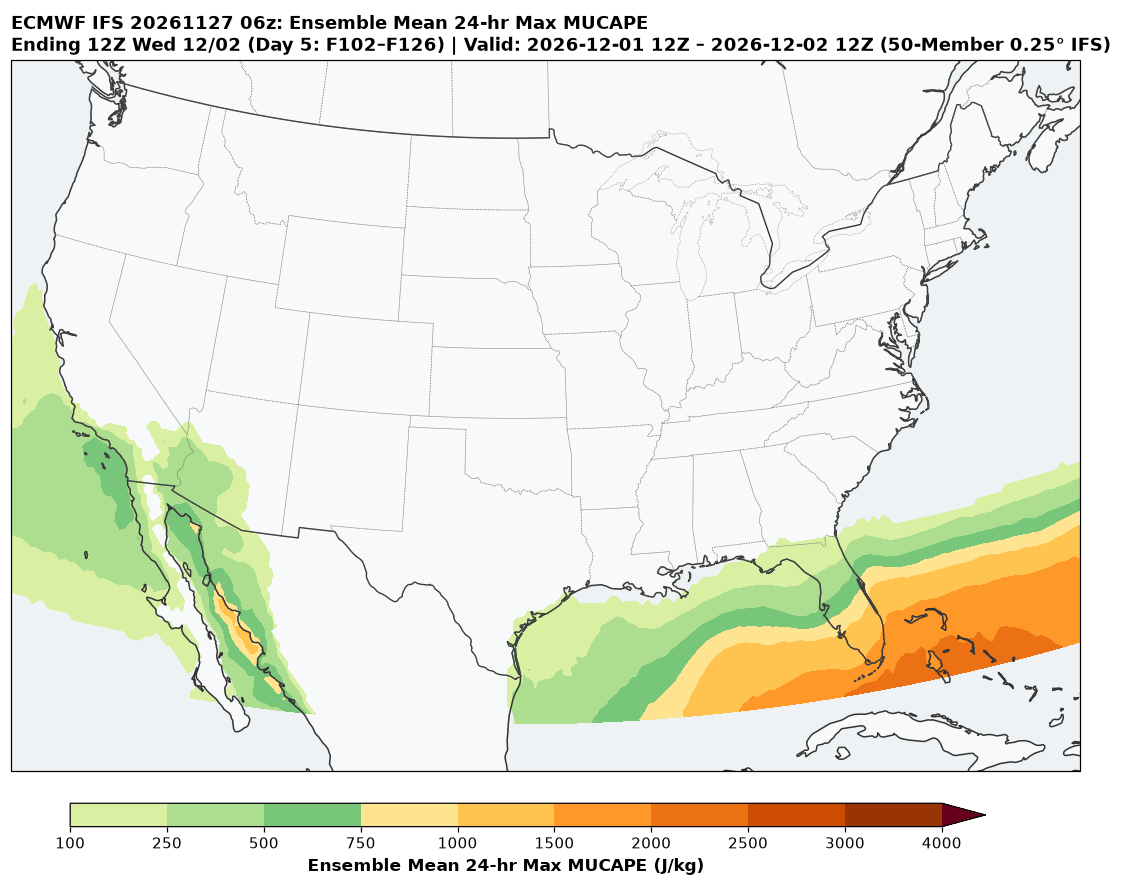 ECMWF IFS 20261127 06z: Ensemble Mean 24-hr Max MUCAPE
Ending 12Z Wed 12/02 (Day 5: F102–F126) | Valid: 2026-12-01 12Z – 2026-12-02 12Z (50-Member 0.25° IFS)
100 250 500 750 1000 1500 2000 2500 3000 4000
Ensemble Mean 24-hr Max MUCAPE (J/kg)